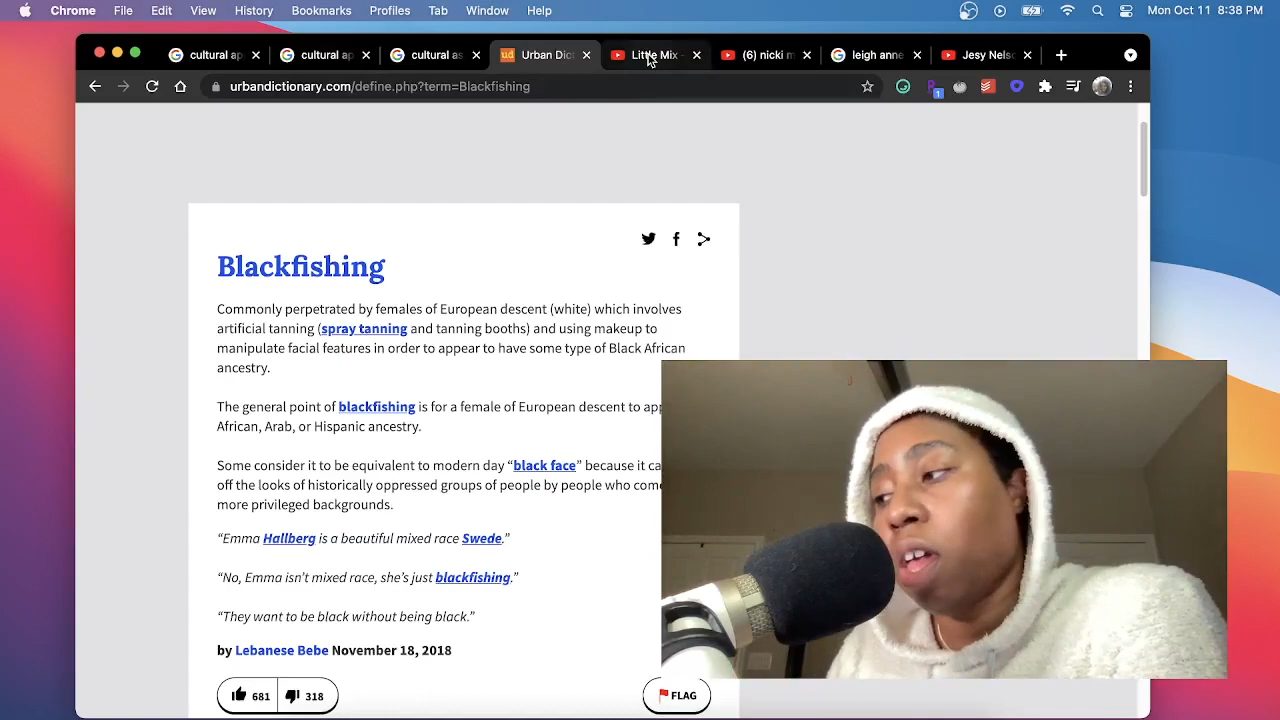 Chrome File Edit View History Bookmarks Profiles Tab Window Help Mon Oct 11 8:38 PM
cultural ap cultural ap cultural as ud Urban Dict Little Mix - (6) nicki m leigh anne Jesy Nelso
urbandictionary.com/define.php?term=Blackfishing
1
Blackfishing
Commonly perpetrated by females of European descent (white) which involves
artificial tanning (spray tanning and tanning booths) and using makeup to
manipulate facial features in order to appear to have some type of Black African
ancestry.
The general point of blackfishing is for a female of European descent to app
African, Arab, or Hispanic ancestry.
Some consider it to be equivalent to modern day “black face” because it ca
off the looks of historically oppressed groups of people by people who come
more privileged backgrounds.
“Emma Hallberg is a beautiful mixed race Swede.”
“No, Emma isn’t mixed race, she’s just blackfishing.”
“They want to be black without being black.”
by Lebanese Bebe November 18, 2018
681 318 FLAG